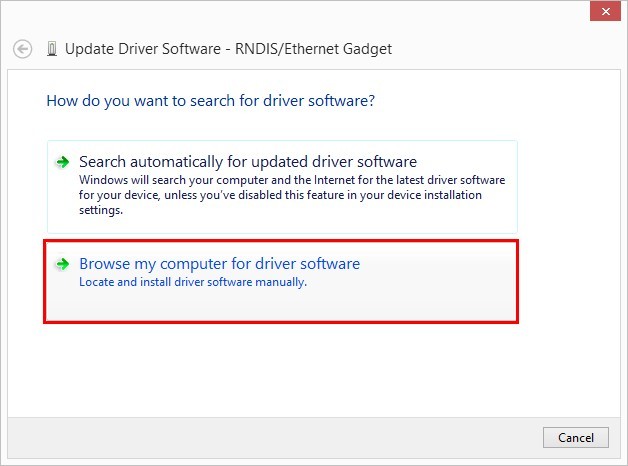 Update Driver Software - RNDIS/Ethernet Gadget
How do you want to search for driver software?
Search automatically for updated driver software
Windows will search your computer and the Internet for the latest driver software
for your device, unless you've disabled this feature in your device installation
settings.
Browse my computer for driver software
Locate and install driver software manually.
Cancel